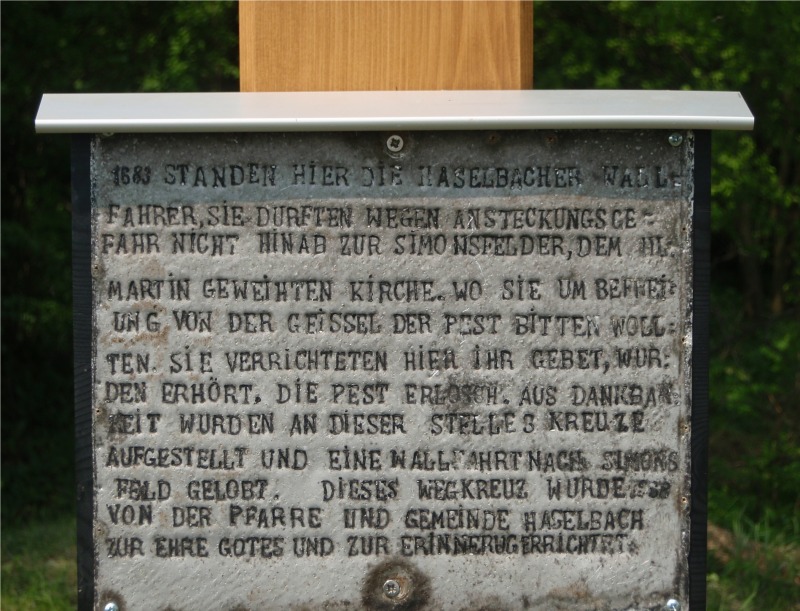 1683 STANDEN HIER DIE HASELBACHER WALL-
FAHRER, SIE DURFTEN WEGEN ANSTECKUNGSGE-
FAHR NICHT HINAB ZUR SIMONSFELDER, DEM HL.
MARTIN GEWEIHTEN KIRCHE. WO SIE UM BEFREI-
UNG VON DER GEISSEL DER PEST BITTEN WOLL-
TEN. SIE VERRICHTETEN HIER IHR GEBET, WUR-
DEN ERHÖRT. DIE PEST ERLOSCH. AUS DANKBAR
KEIT WURDEN AN DIESER STELLE 3 KREUZE
AUFGESTELLT UND EINE WALLFAHRT NACH SIMONS
FELD GELOBT. DIESES WEGKREUZ WURDE
VON DER PFARRE UND GEMEINDE HASELBACH
ZUR EHRE GOTES UND ZUR ERINNERUG ERRICHTET.